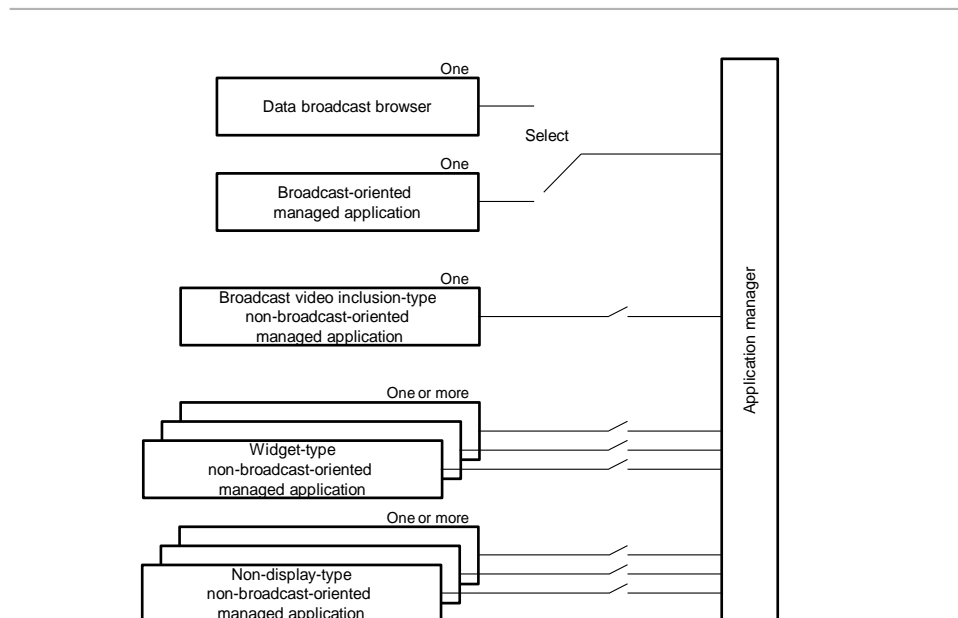 One
Data broadcast browser
Select
One
Broadcast-oriented
managed application
One
Broadcast video inclusion-type
non-broadcast-oriented
managed application
Application manager
One or more
Widget-type
non-broadcast-oriented
managed application
One or more
Non-display-type
non-broadcast-oriented
managed application